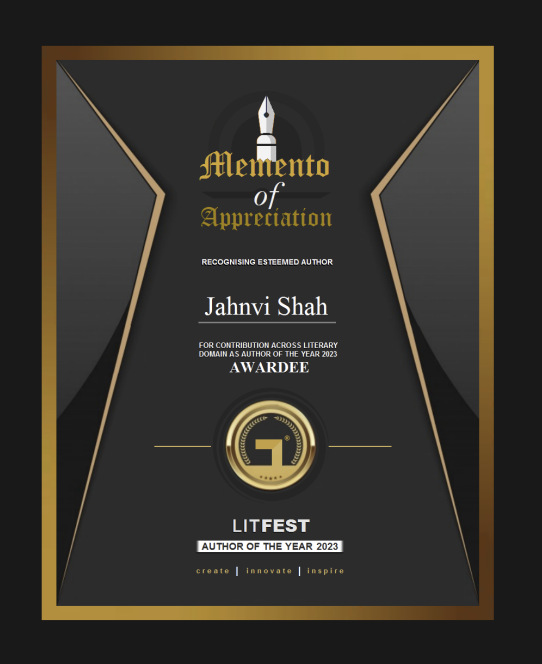 Memento
of
Appreciation
RECOGNISING ESTEEMED AUTHOR
Jahnvi Shah
FOR CONTRIBUTION ACROSS LITERARY
DOMAIN AS AUTHOR OF THE YEAR 2023
AWARDEE
®
LITFEST
AUTHOR OF THE YEAR 2023
create | innovate | inspire